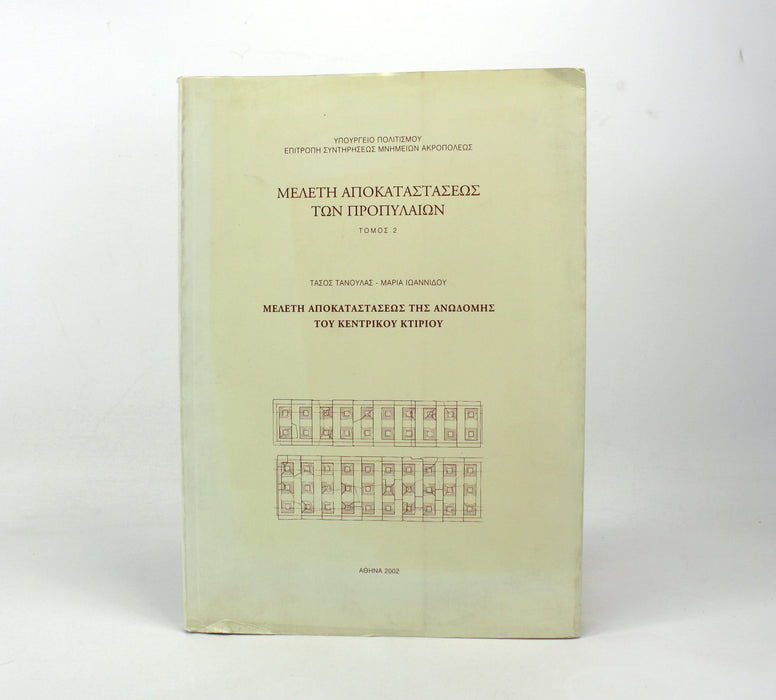 ΥΠΟΥΡΓΕΙΟ ΠΟΛΙΤΙΣΜΟΥ
ΕΠΙΤΡΟΠΗ ΣΥΝΤΗΡΗΣΕΩΣ ΜΝΗΜΕΙΩΝ ΑΚΡΟΠΟΛΕΩΣ
ΜΕΛΕΤΗ ΑΠΟΚΑΤΑΣΤΑΣΕΩΣ
ΤΩΝ ΠΡΟΠΥΛΑΙΩΝ
ΤΟΜΟΣ 2
ΤΑΣΟΣ ΤΑΝΟΥΛΑΣ - ΜΑΡΙΑ ΙΩΑΝΝΙΔΟΥ
ΜΕΛΕΤΗ ΑΠΟΚΑΤΑΣΤΑΣΕΩΣ ΤΗΣ ΑΝΩΔΟΜΗΣ
ΤΟΥ ΚΕΝΤΡΙΚΟΥ ΚΤΙΡΙΟΥ
ΑΘΗΝΑ 2002